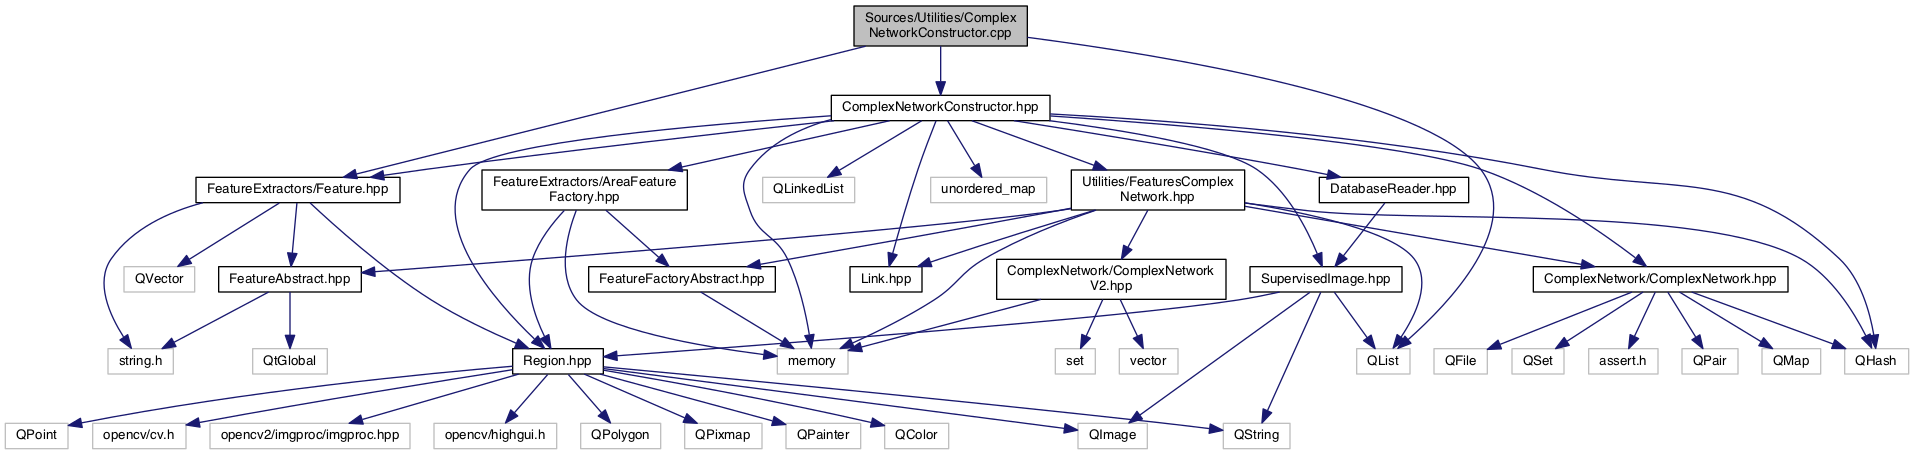 Sources/Utilities/Complex
NetworkConstructor.cpp
ComplexNetworkConstructor.hpp
FeatureExtractors/Feature.hpp
FeatureExtractors/AreaFeature
Factory.hpp
QLinkedList
unordered_map
Utilities/FeaturesComplex
Network.hpp
DatabaseReader.hpp
QVector
FeatureAbstract.hpp
FeatureFactoryAbstract.hpp
Link.hpp
ComplexNetwork/ComplexNetwork
V2.hpp
SupervisedImage.hpp
ComplexNetwork/ComplexNetwork.hpp
string.h
QtGlobal
Region.hpp
memory
set
vector
QList
QFile
QSet
assert.h
QPair
QMap
QHash
QPoint
opencv/cv.h
opencv2/imgproc/imgproc.hpp
opencv/highgui.h
QPolygon
QPixmap
QPainter
QColor
QImage
QString